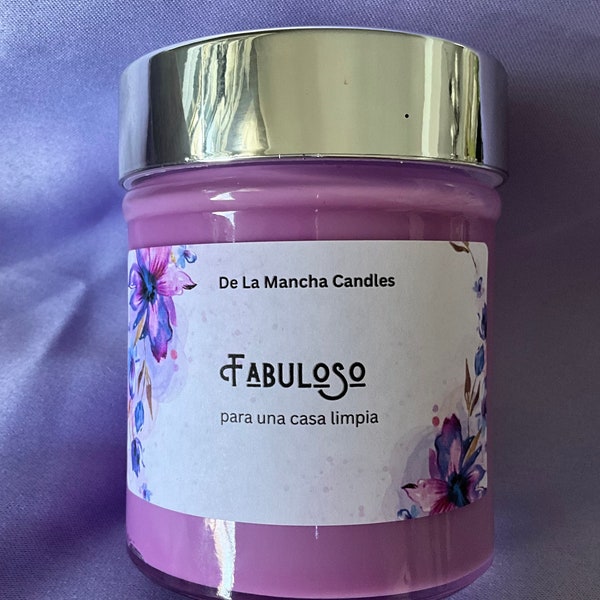 De La Mancha Candles
FABULOSO
para una casa limpia